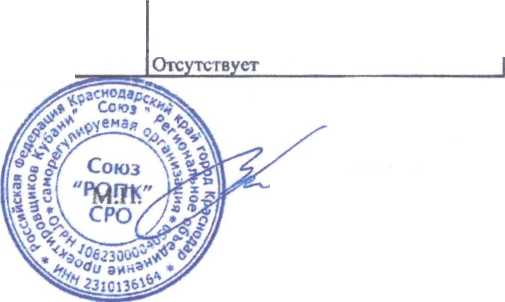 Отсутствует
Российская Федерация Краснодарский край город Краснодар
* ИНН 2310136164 *
Союз "Региональное объединение проектировщиков Кубани"
* саморегулируемая организация *
ОГРН 1082300004050
Союз
"РОПК"
СРО
М.П.